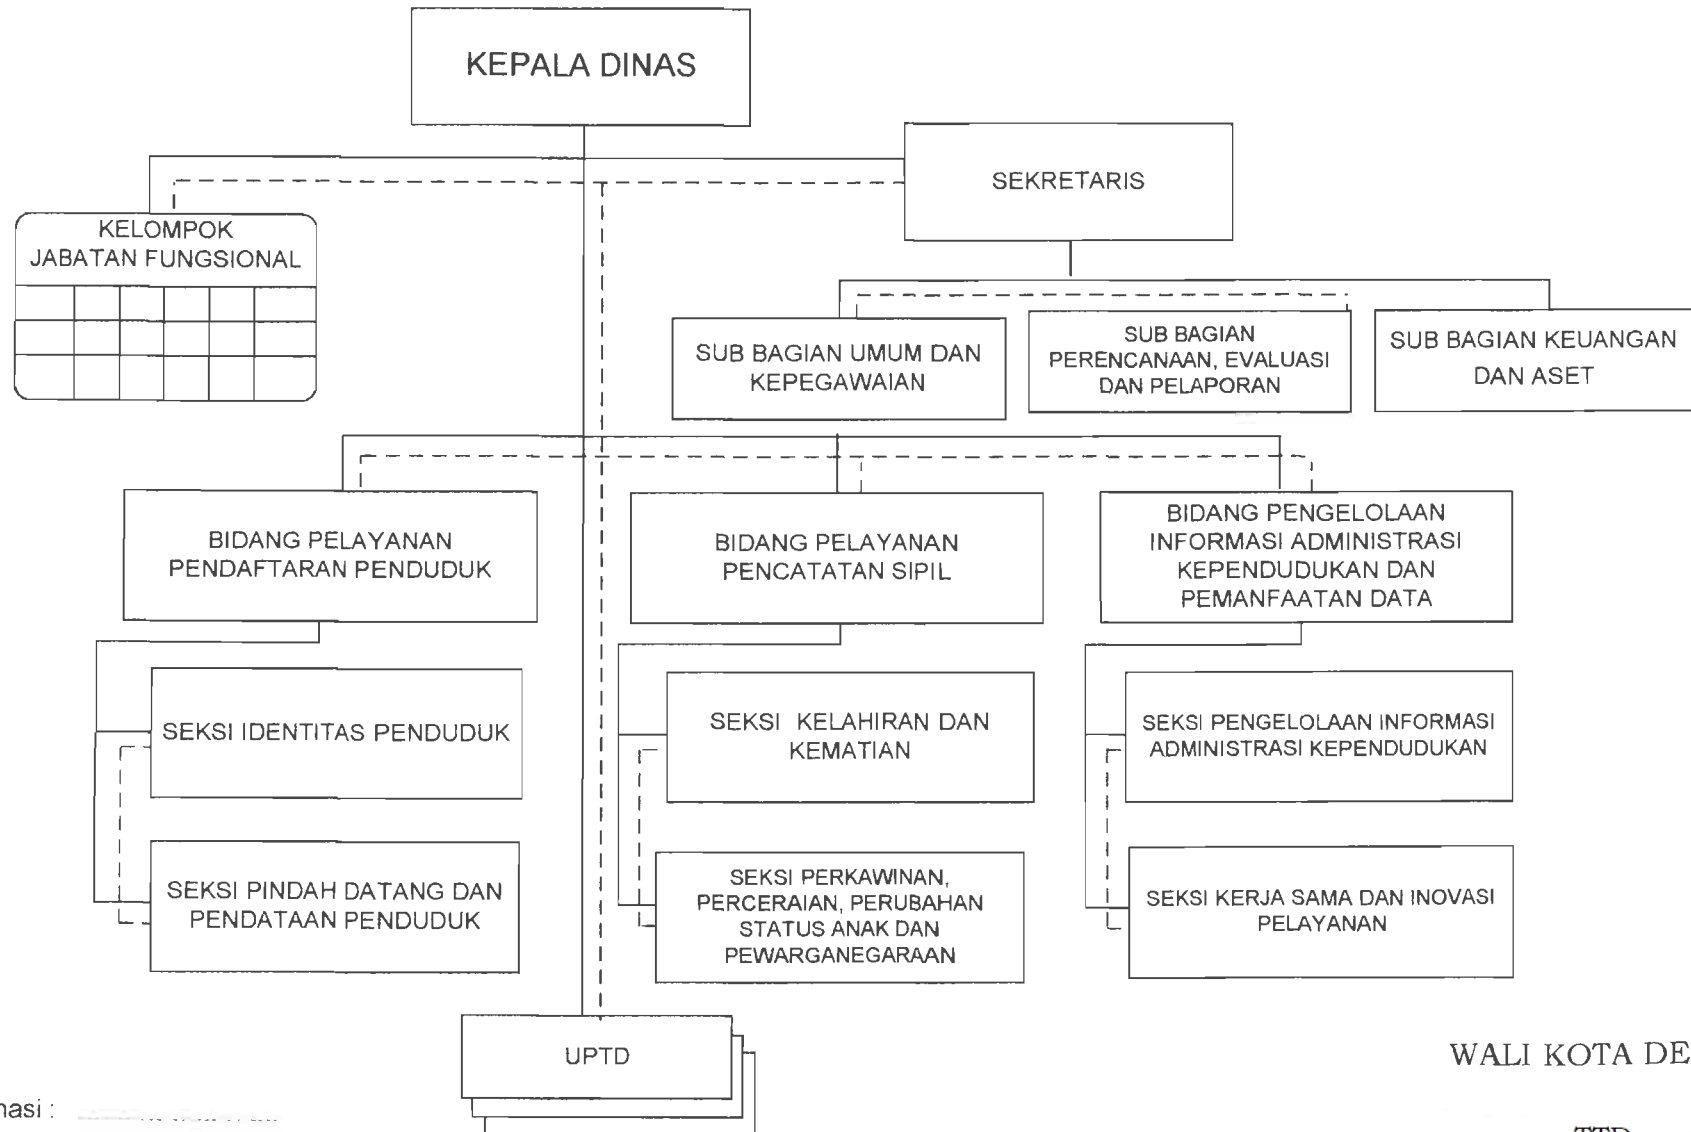 KEPALA DINAS
SEKRETARIS
KELOMPOK
JABATAN FUNGSIONAL
SUB BAGIAN UMUM DAN
KEPEGAWAIAN
SUB BAGIAN
PERENCANAAN, EVALUASI
DAN PELAPORAN
SUB BAGIAN KEUANGAN
DAN ASET
BIDANG PELAYANAN
PENDAFTARAN PENDUDUK
BIDANG PELAYANAN
PENCATATAN SIPIL
BIDANG PENGELOLAAN
INFORMASI ADMINISTRASI
KEPENDUDUKAN DAN
PEMANFAATAN DATA
SEKSI IDENTITAS PENDUDUK
SEKSI KELAHIRAN DAN
KEMATIAN
SEKSI PENGELOLAAN INFORMASI
ADMINISTRASI KEPENDUDUKAN
SEKSI PINDAH DATANG DAN
PENDATAAN PENDUDUK
SEKSI PERKAWINAN,
PERCERAIAN, PERUBAHAN
STATUS ANAK DAN
PEWARGANEGARAAN
SEKSI KERJA SAMA DAN INOVASI
PELAYANAN
UPTD
WALI KOTA DE
nasi :